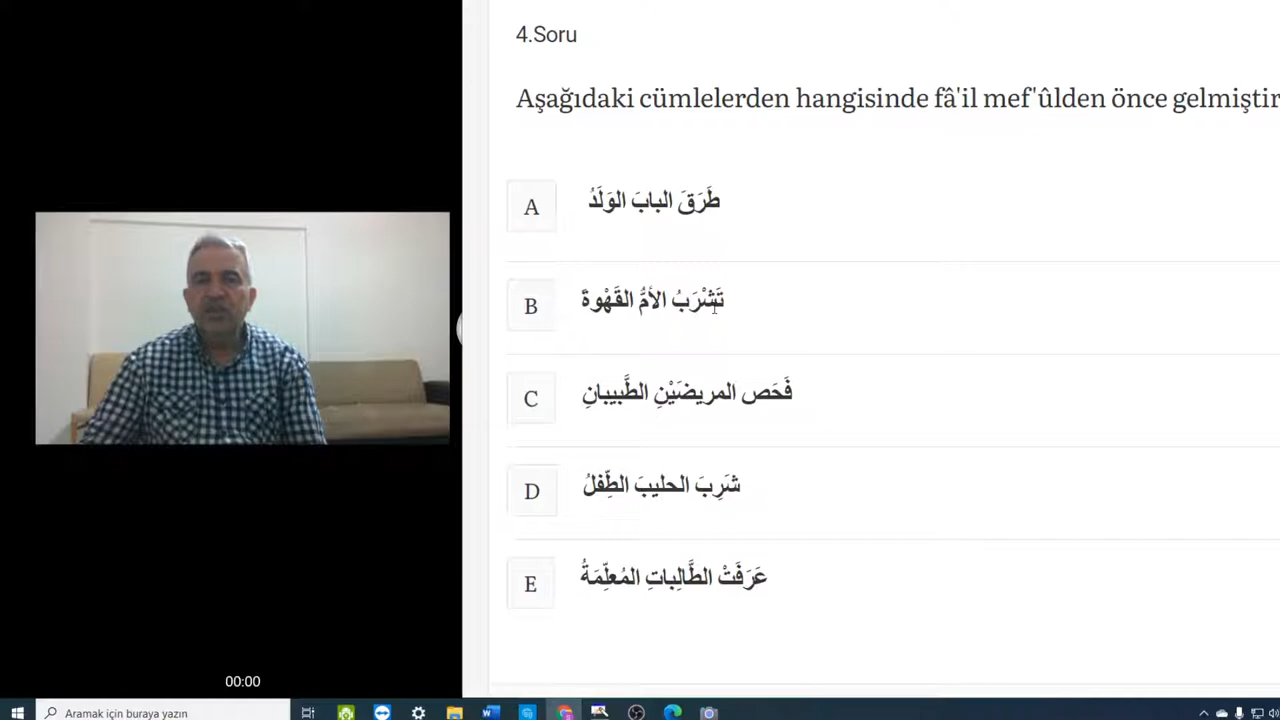 4.Soru
Aşağıdaki cümlelerden hangisinde fâ'il mef'ûlden önce gelmiştir
A
طَرَقَ البابَ الوَلَدُ
B
تَشْرَبُ الأمُّ القَهْوةَ
C
فَحَص المريضَيْنِ الطَّبيبانِ
D
شَرِبَ الحليبَ الطِّفلُ
E
عَرَفَتْ الطَّالِباتِ المُعلِّمَةُ
00:00
Aramak için buraya yazın